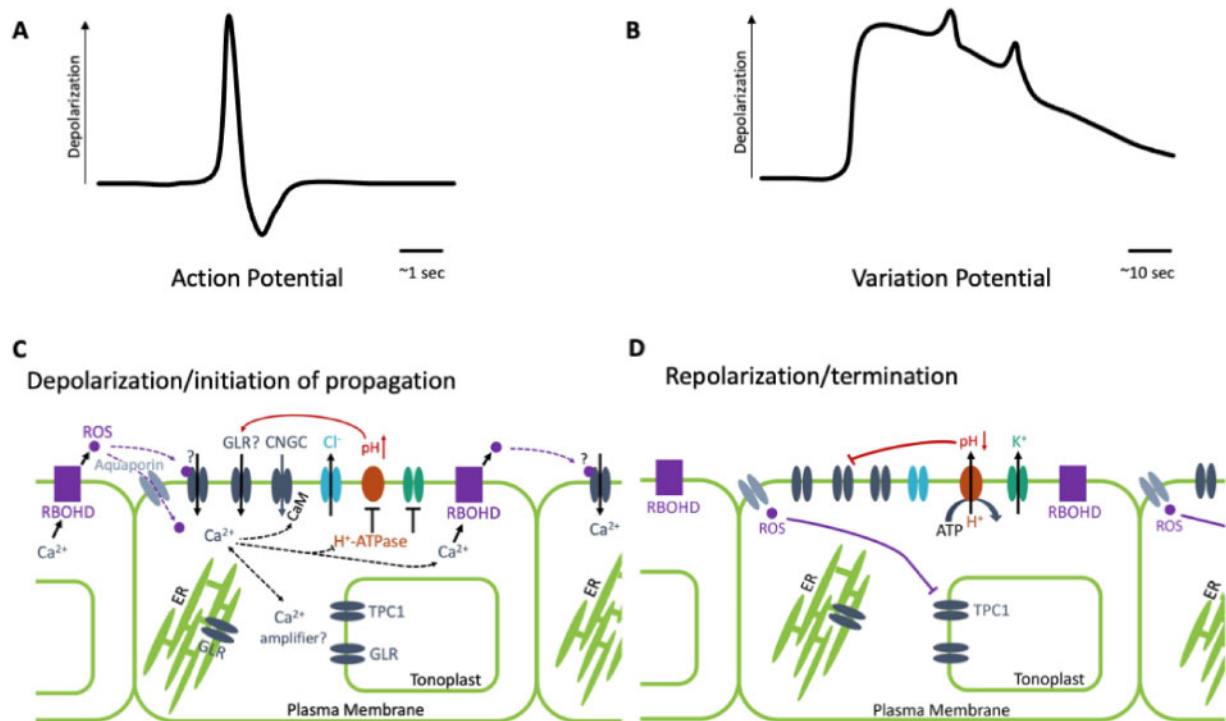 A
Depolarization
Action Potential
~1 sec
B
Depolarization
Variation Potential
~10 sec
C
Depolarization/initiation of propagation
ROS
Aquaporin
?
GLR? CNGC
Cl⁻
pH
?
RBOHD
Ca²⁺
Ca²⁺
CaM
H⁺-ATPase
RBOHD
Ca²⁺
Ca²⁺
ER
GLR
Ca²⁺
amplifier?
TPC1
GLR
Tonoplast
Plasma Membrane
ER
D
Repolarization/termination
pH
K⁺
RBOHD
ROS
ATP
H⁺
RBOHD
ROS
ER
TPC1
Tonoplast
Plasma Membrane
ER